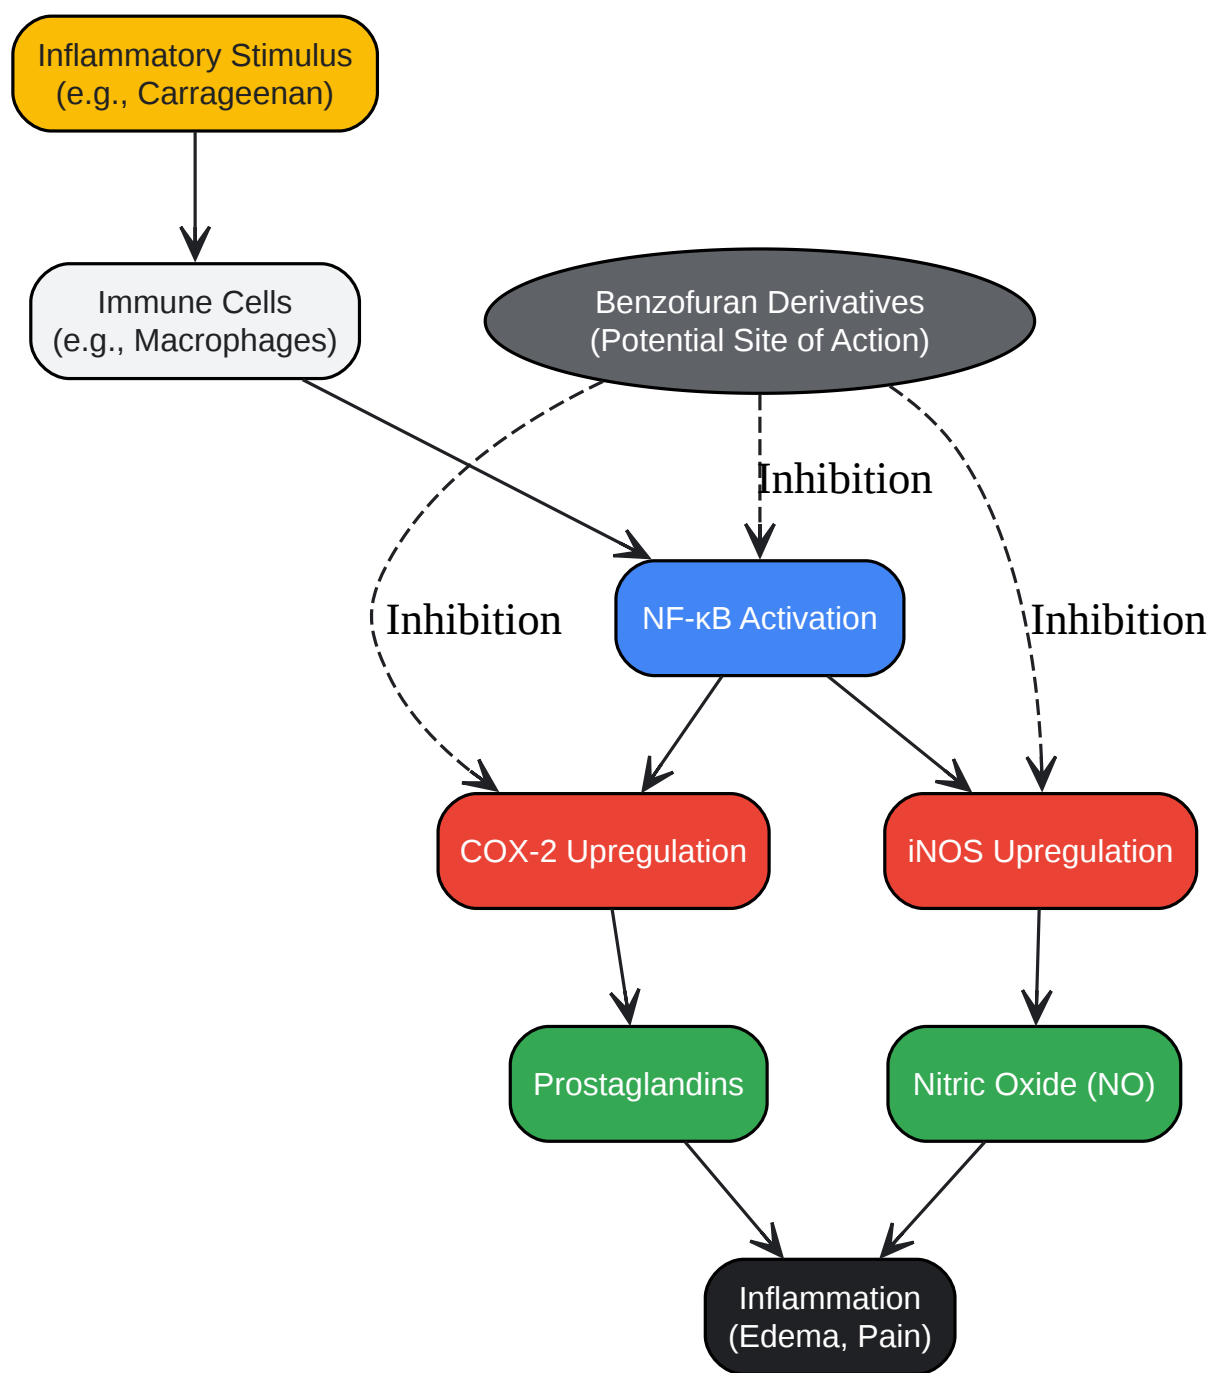 Inflammatory Stimulus
(e.g., Carrageenan)
Immune Cells
(e.g., Macrophages)
Benzofuran Derivatives
(Potential Site of Action)
Inhibition
Inhibition
NF-κB Activation
Inhibition
COX-2 Upregulation
iNOS Upregulation
Prostaglandins
Nitric Oxide (NO)
Inflammation
(Edema, Pain)